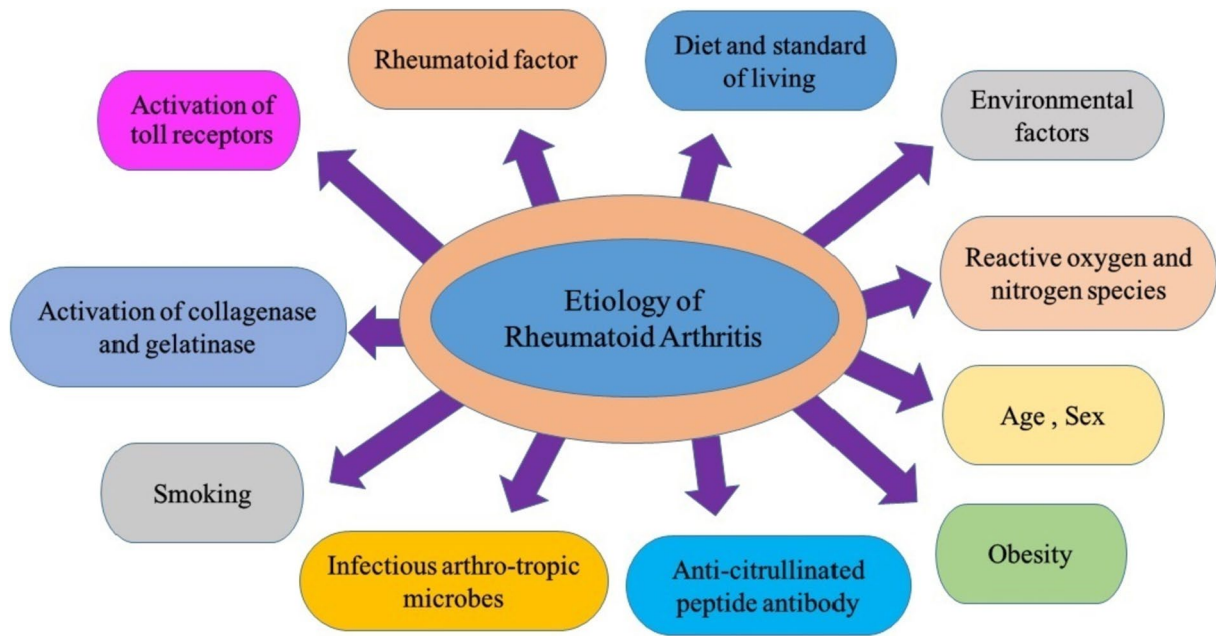 Rheumatoid factor
Diet and standard
of living
Activation of
toll receptors
Environmental
factors
Reactive oxygen and
nitrogen species
Activation of collagenase
and gelatinase
Etiology of
Rheumatoid Arthritis
Age , Sex
Smoking
Obesity
Infectious arthro-tropic
microbes
Anti-citrullinated
peptide antibody